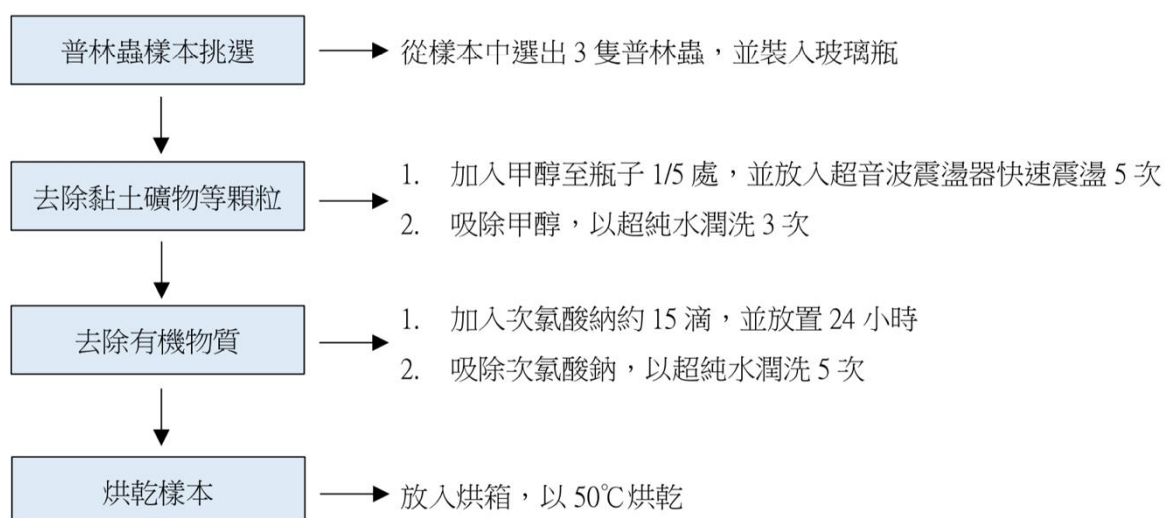 普林蟲樣本挑選
從樣本中選出 3 隻普林蟲，並裝入玻璃瓶
去除黏土礦物等顆粒
1. 加入甲醇至瓶子 1/5 處，並放入超音波震盪器快速震盪 5 次
2. 吸除甲醇，以超純水潤洗 3 次
去除有機物質
1. 加入次氯酸納約 15 滴，並放置 24 小時
2. 吸除次氯酸鈉，以超純水潤洗 5 次
烘乾樣本
放入烘箱，以 50℃烘乾